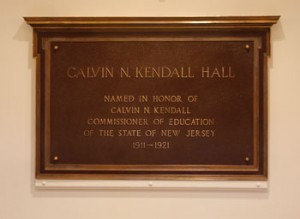 CALVIN N. KENDALL HALL
NAMED IN HONOR OF
CALVIN N. KENDALL
COMMISSIONER OF EDUCATION
OF THE STATE OF NEW JERSEY
1911-1921